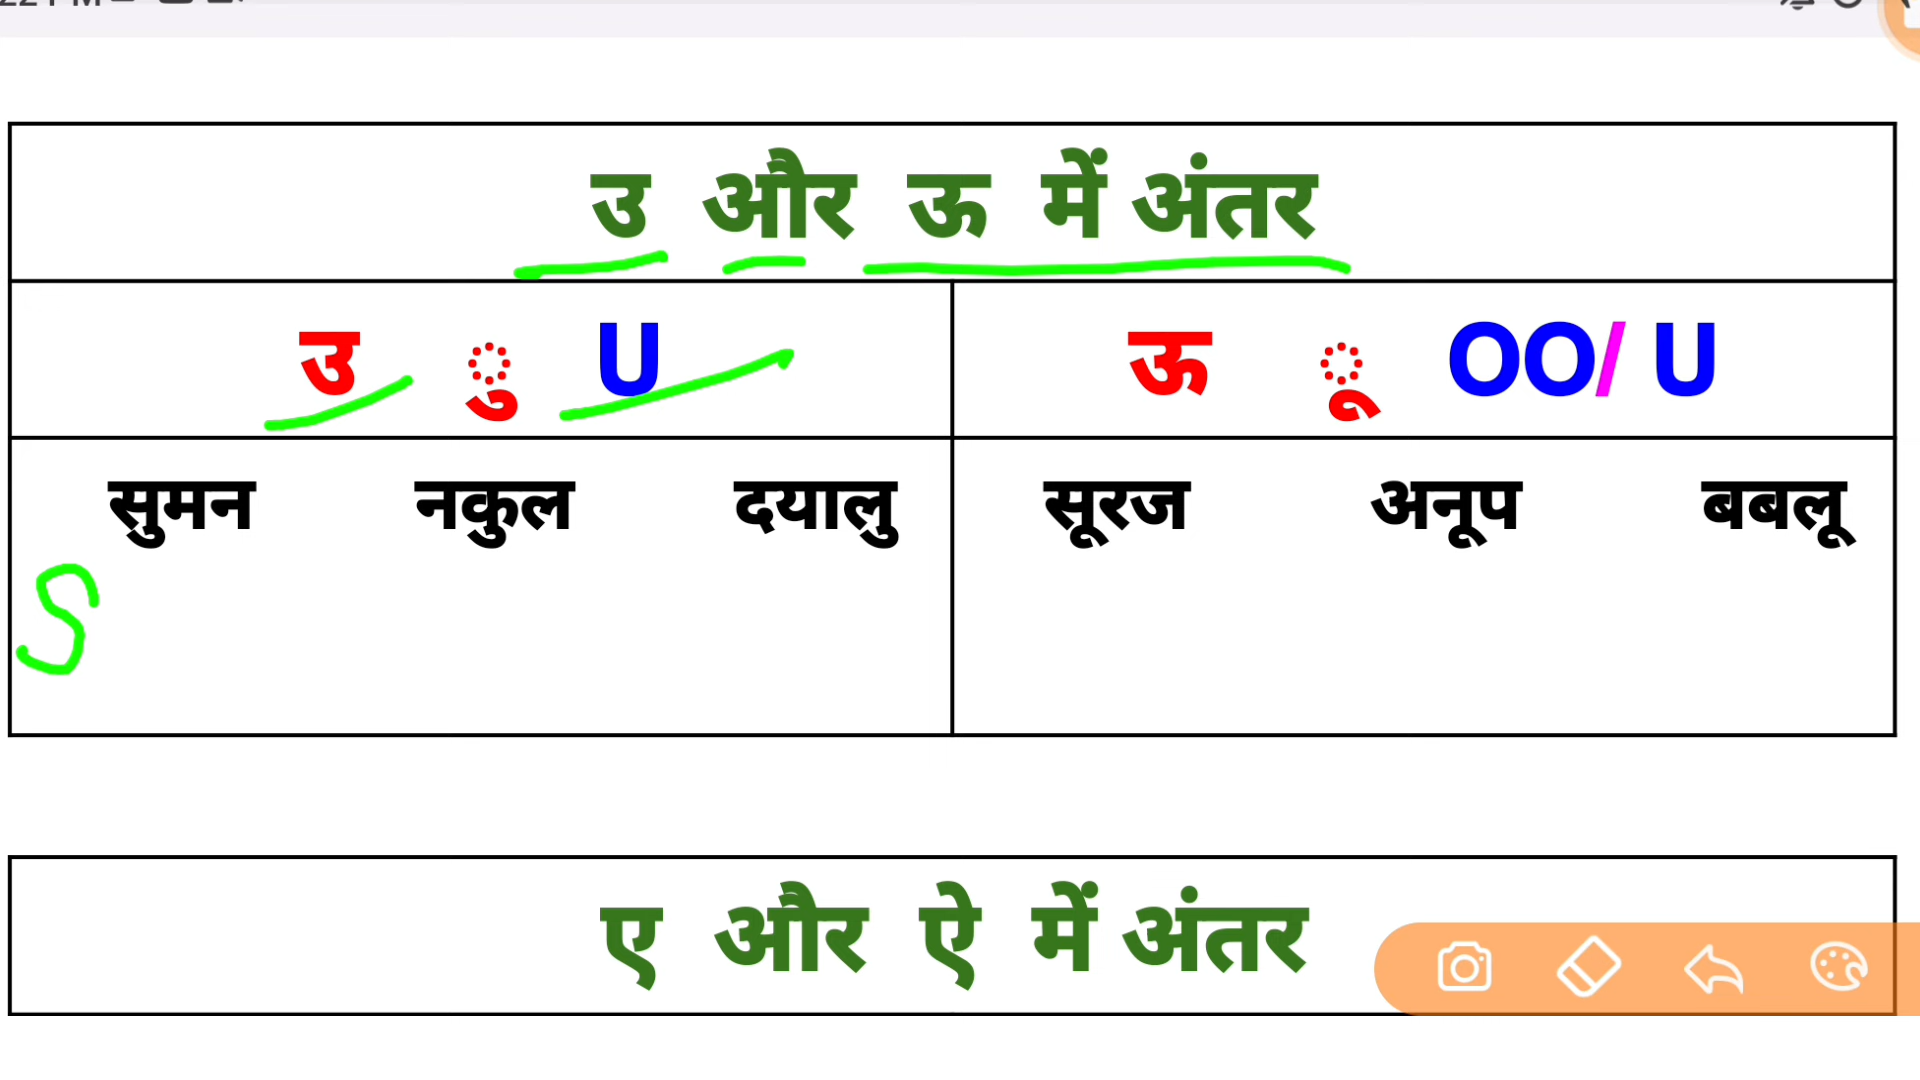 उ और ऊ में अंतर
उ ु U
ऊ ू OO/ U
सुमन नकुल दयालु
सूरज अनूप बबलू
S
ए और ऐ में अंतर